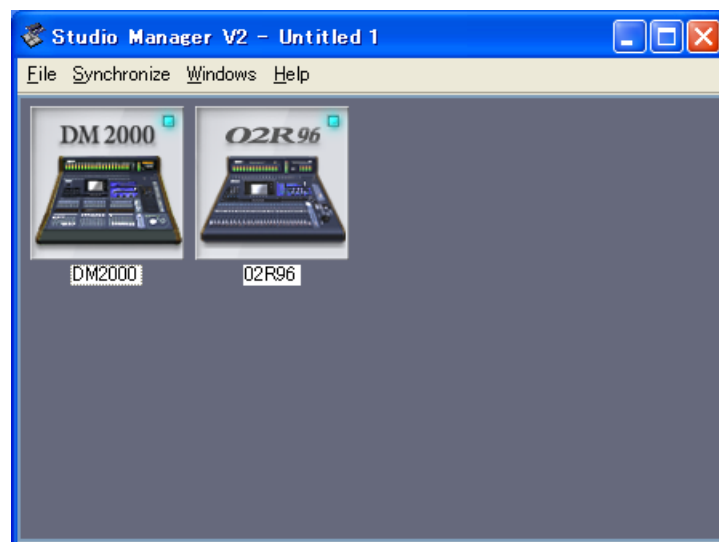 Studio Manager V2 - Untitled 1
File Synchronize Windows Help
DM 2000 02R96
DM2000 02R96